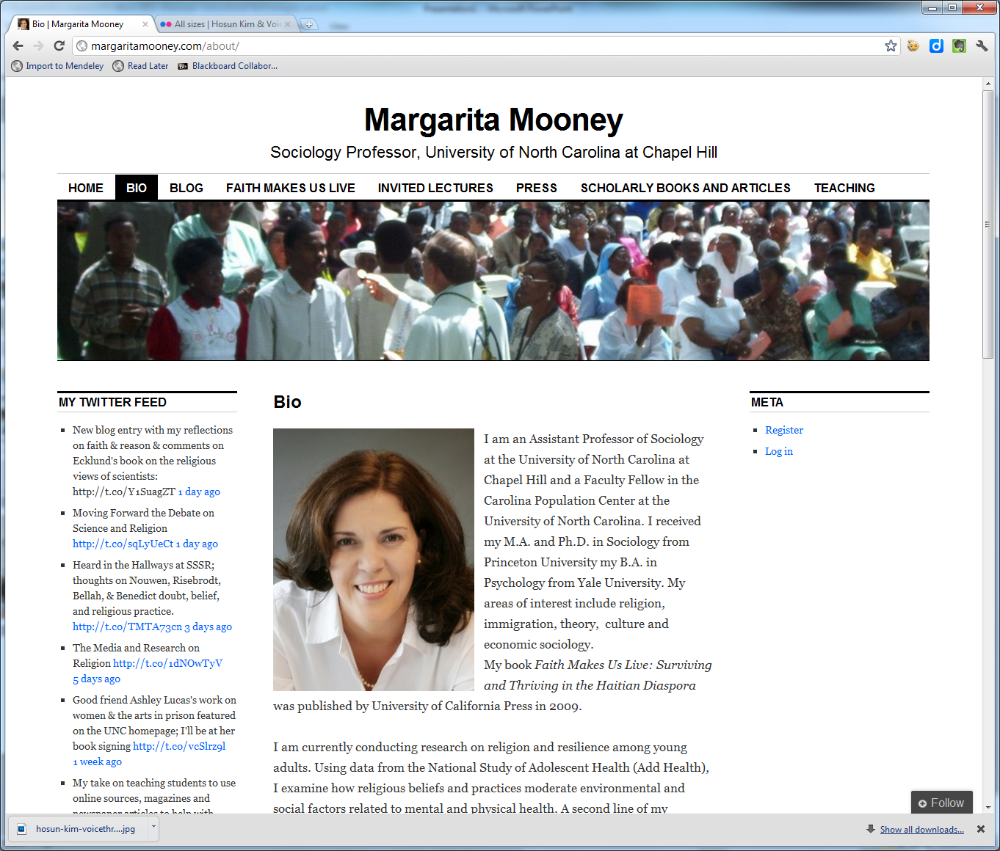 Bio | Margarita Mooney
All sizes | Hosun Kim & Voi
margaritamooney.com/about/
Import to Mendeley
Read Later
Blackboard Collabor...
Margarita Mooney
Sociology Professor, University of North Carolina at Chapel Hill
HOME BIO BLOG FAITH MAKES US LIVE INVITED LECTURES PRESS SCHOLARLY BOOKS AND ARTICLES TEACHING
MY TWITTER FEED
New blog entry with my reflections
on faith & reason & comments on
Ecklund's book on the religious
views of scientists:
http://t.co/Y1SuagZT 1 day ago
Moving Forward the Debate on
Science and Religion
http://t.co/sqLyUeCt 1 day ago
Heard in the Hallways at SSSR;
thoughts on Nouwen, Risebrodt,
Bellah, & Benedict doubt, belief,
and religious practice.
http://t.co/TMTA73cn 3 days ago
The Media and Research on
Religion http://t.co/1dNOwTyV
5 days ago
Good friend Ashley Lucas's work on
women & the arts in prison featured
on the UNC homepage; I'll be at her
book signing http://t.co/vcSlrz9l
1 week ago
My take on teaching students to use
online sources, magazines and
newspaper articles to help with
Bio
I am an Assistant Professor of Sociology
at the University of North Carolina at
Chapel Hill and a Faculty Fellow in the
Carolina Population Center at the
University of North Carolina. I received
my M.A. and Ph.D. in Sociology from
Princeton University my B.A. in
Psychology from Yale University. My
areas of interest include religion,
immigration, theory, culture and
economic sociology.
My book Faith Makes Us Live: Surviving
and Thriving in the Haitian Diaspora
was published by University of California Press in 2009.
I am currently conducting research on religion and resilience among young
adults. Using data from the National Study of Adolescent Health (Add Health),
I examine how religious beliefs and practices moderate environmental and
social factors related to mental and physical health. A second line of my
META
Register
Log in
Follow
hosun-kim-voicethr....jpg
Show all downloads...